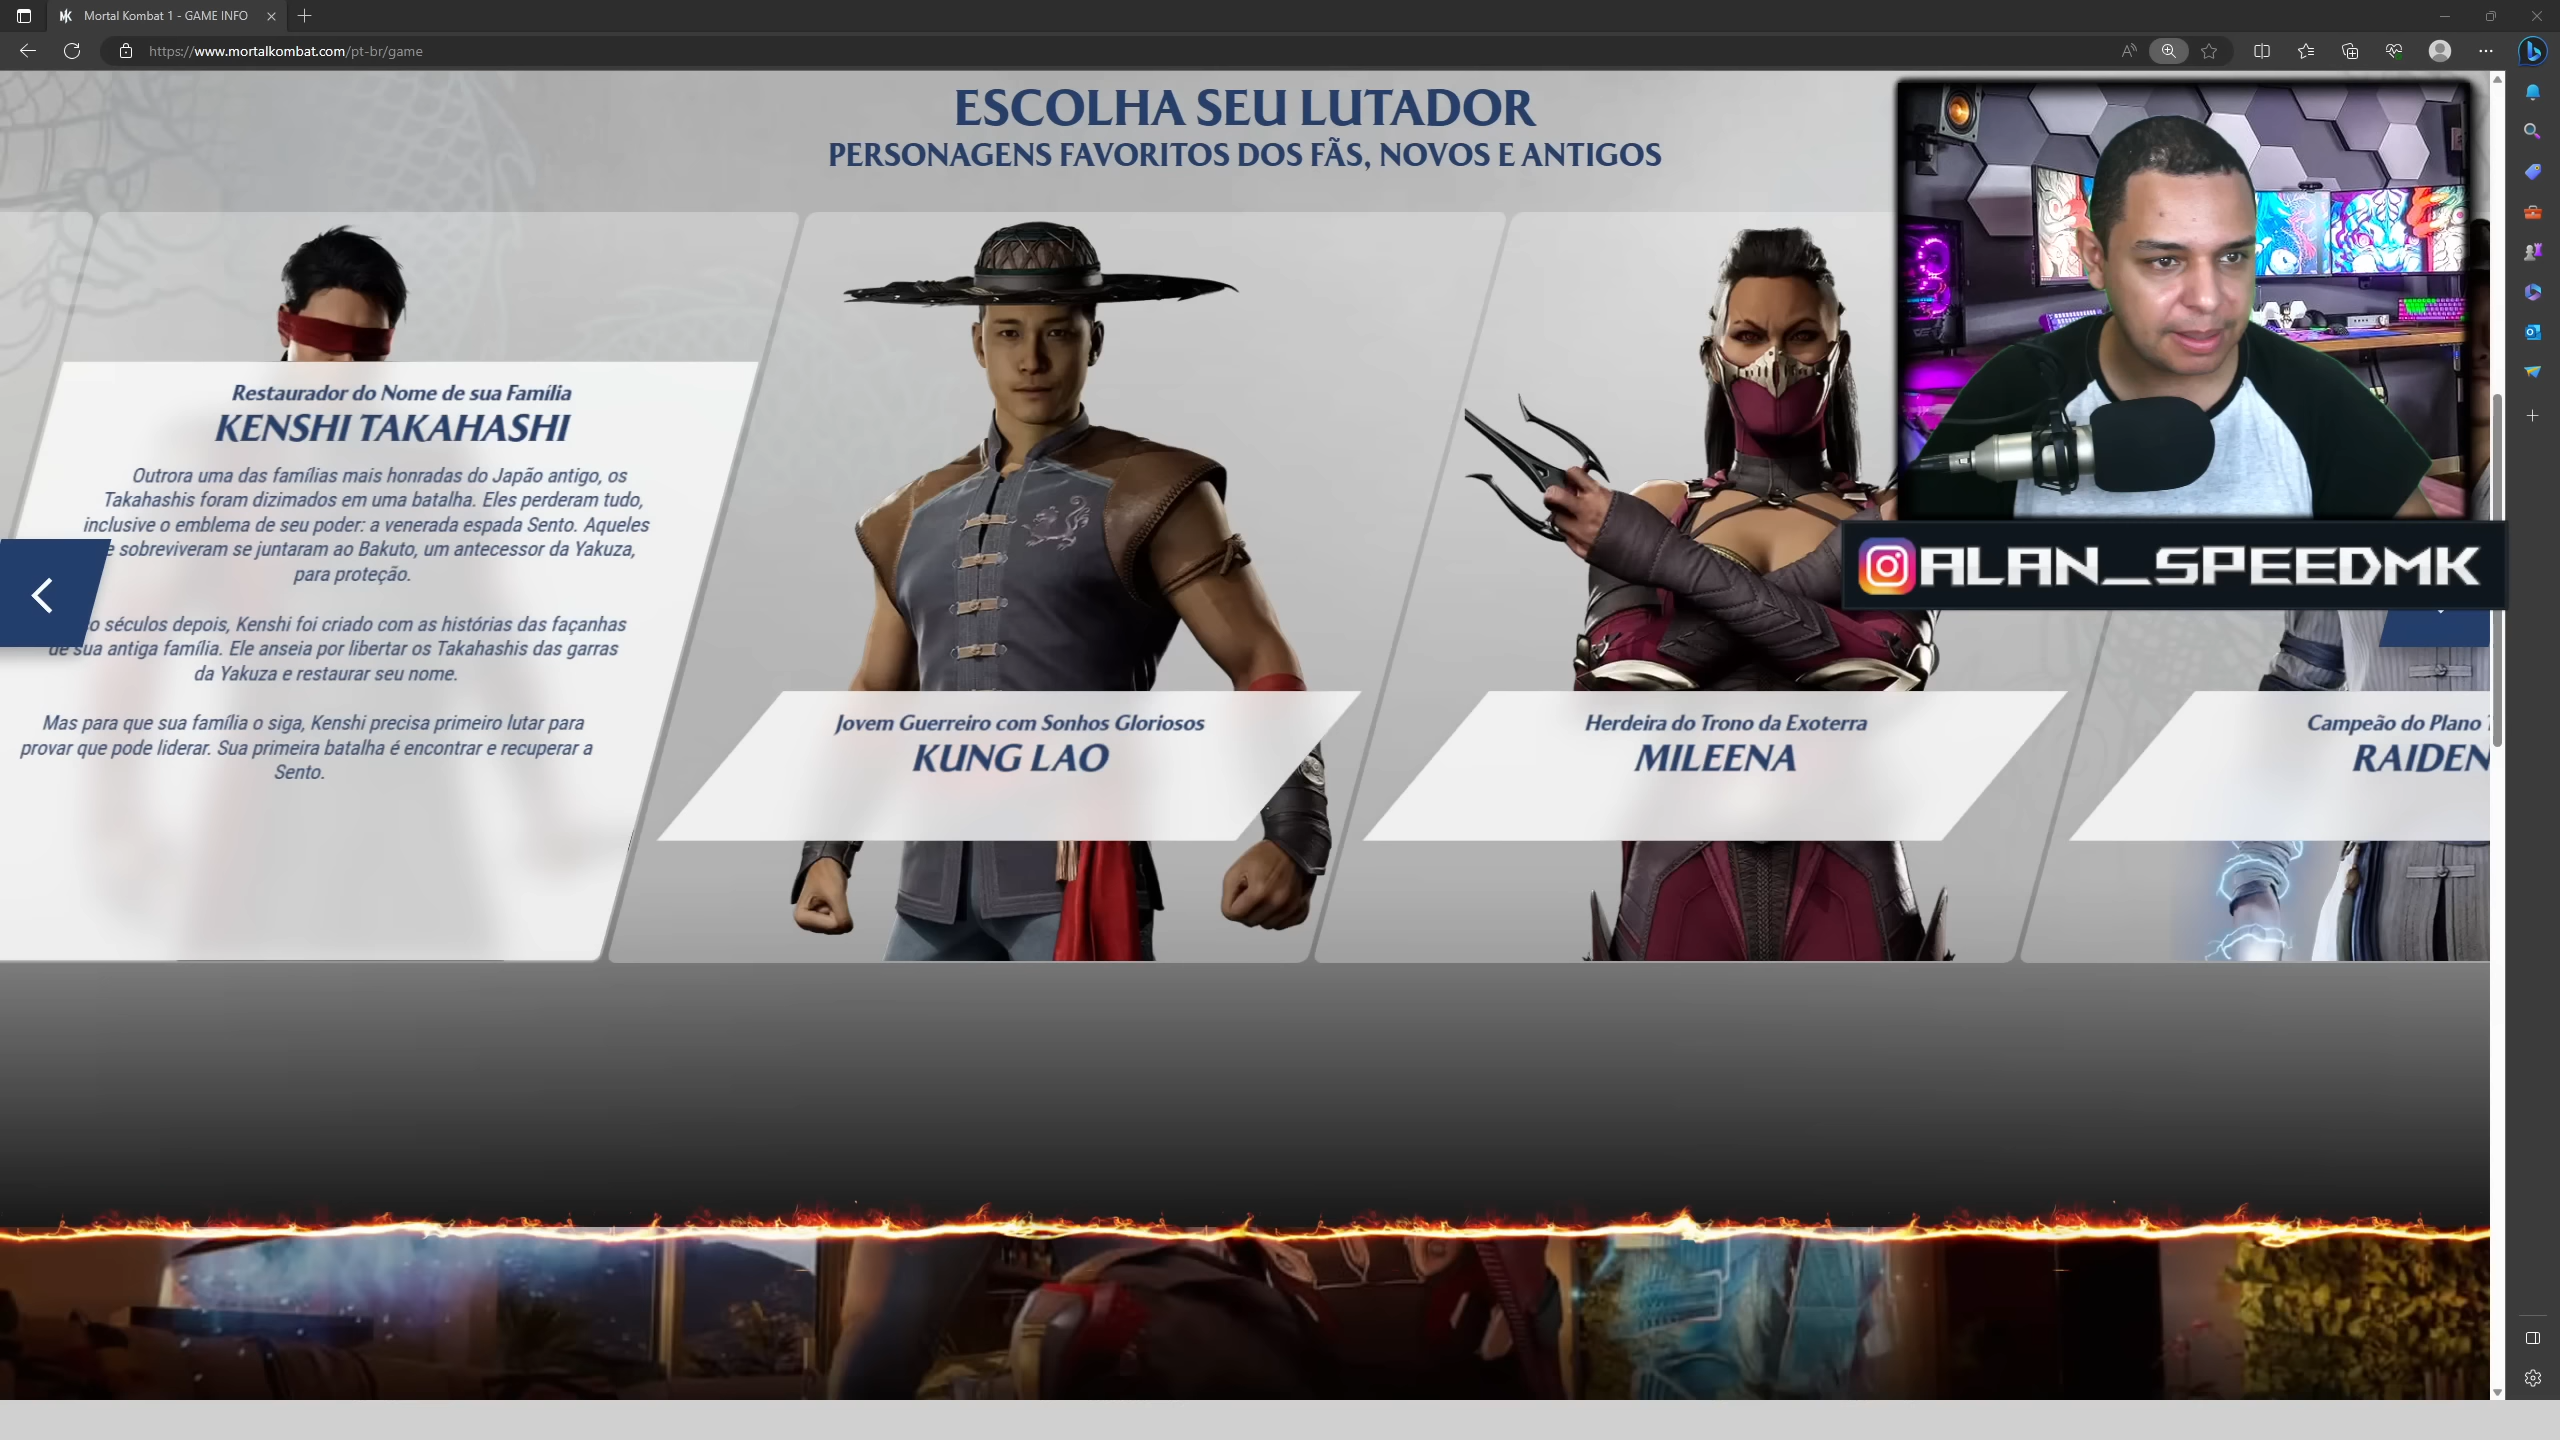 Mortal Kombat 1 - GAME INFO
https://www.mortalkombat.com/pt-br/game
ESCOLHA SEU LUTADOR
PERSONAGENS FAVORITOS DOS FÃS, NOVOS E ANTIGOS
Restaurador do Nome de sua Família
KENSHI TAKAHASHI
Outrora uma das famílias mais honradas do Japão antigo, os
Takahashis foram dizimados em uma batalha. Eles perderam tudo,
inclusive o emblema de seu poder: a venerada espada Sento. Aqueles
e sobreviveram se juntaram ao Bakuto, um antecessor da Yakuza,
para proteção.
o séculos depois, Kenshi foi criado com as histórias das façanhas
de sua antiga família. Ele anseia por libertar os Takahashis das garras
da Yakuza e restaurar seu nome.
Mas para que sua família o siga, Kenshi precisa primeiro lutar para
provar que pode liderar. Sua primeira batalha é encontrar e recuperar a
Sento.
Jovem Guerreiro com Sonhos Gloriosos
KUNG LAO
Herdeira do Trono da Exoterra
MILEENA
Campeão do Plano
RAIDEN
ALAN_SPEEDMK